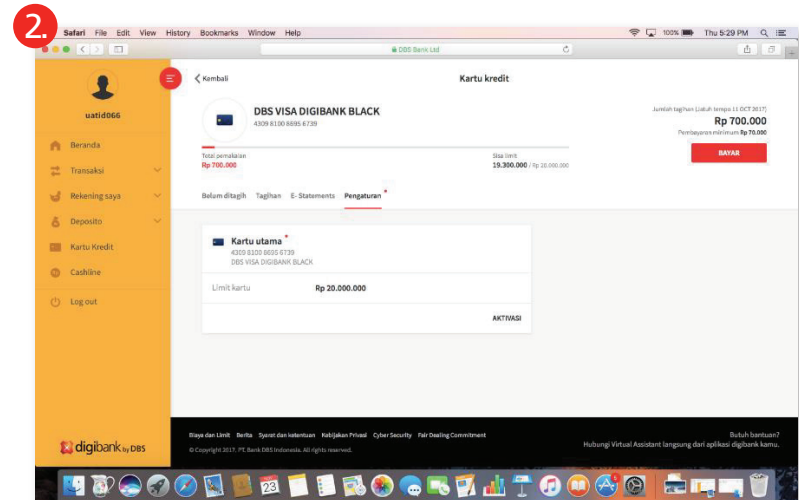 2.
Safari File Edit View History Bookmarks Window Help 100% Thu 5:29 PM
DBS Bank Ltd
uatid066
Beranda
Transaksi
Rekening saya
Deposito
Kartu Kredit
Cashline
Log out
digibank by DBS
Kembali
Kartu kredit
DBS VISA DIGIBANK BLACK
4309 8100 8695 6739
Jumlah tagihan (Jatuh tempo 11 OCT 2017)
Rp 700.000
Pembayaran minimum Rp 70.000
BAYAR
Total pemakaian
Rp 700.000
Sisa limit
19.300.000 / Rp 20.000.000
Belum ditagih Tagihan E- Statements Pengaturan
Kartu utama
4309 8100 8695 6739
DBS VISA DIGIBANK BLACK
Limit kartu Rp 20.000.000
AKTIVASI
Biaya dan Limit Berita Syarat dan ketentuan Kebijakan Privasi Cyber Security Fair Dealing Commitment
© Copyright 2017. PT. Bank DBS Indonesia. All rights reserved.
Butuh bantuan?
Hubungi Virtual Assistant langsung dari aplikasi digibank kamu.
23